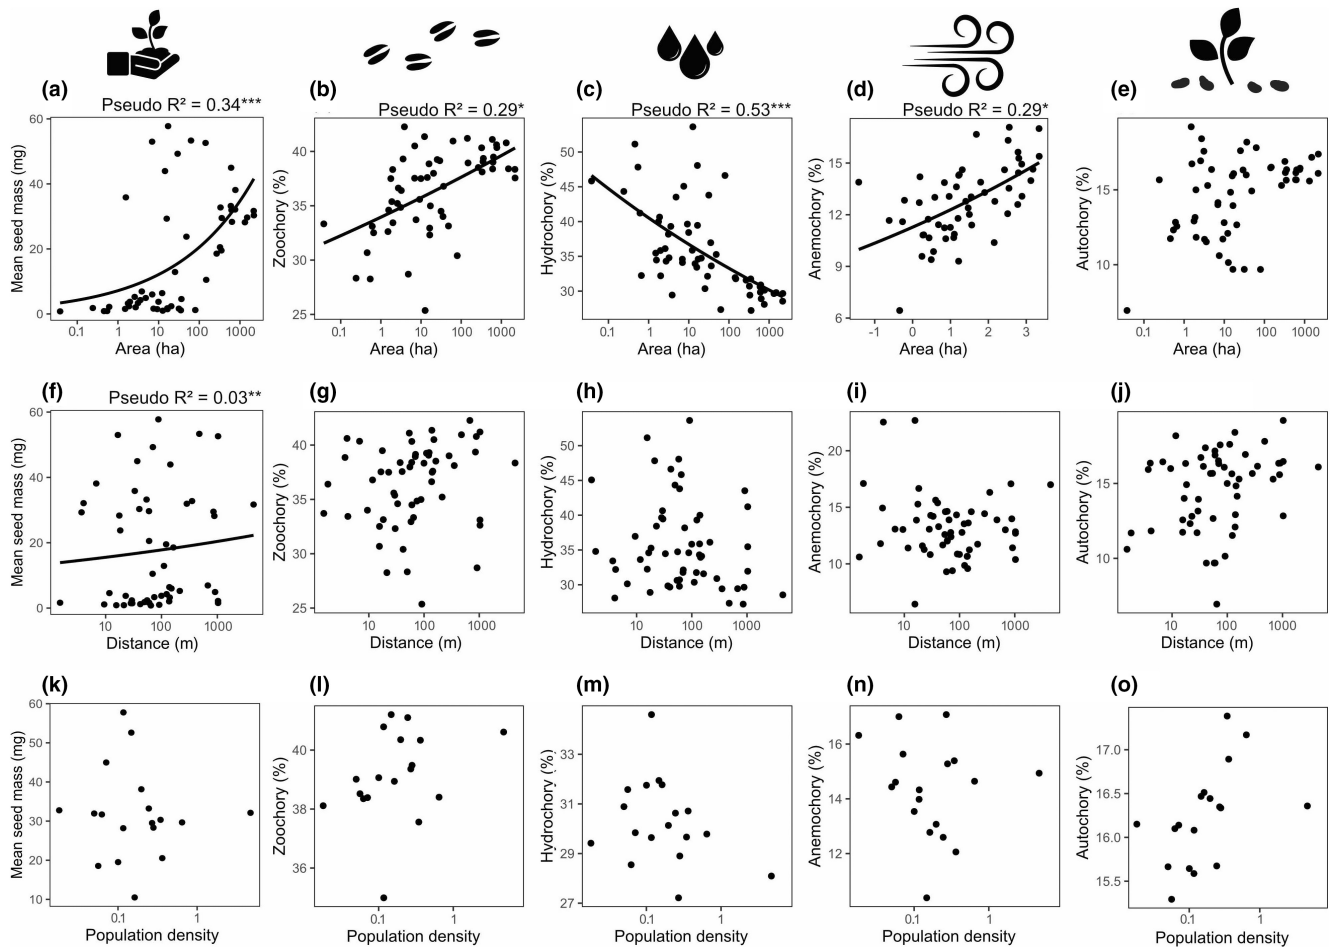 (a) (b) (c) (d) (e)
Pseudo R² = 0.34*** Pseudo R² = 0.29* Pseudo R² = 0.53*** Pseudo R² = 0.29*
Mean seed mass (mg)
60
40
20
0
0.1 1 10 100 1000
Area (ha)
Zoochory (%)
40
35
30
25
0.1 1 10 100 1000
Area (ha)
Hydrochory (%)
50
45
40
35
30
0.1 1 10 100 1000
Area (ha)
Anemochory (%)
15
12
9
6
-1 0 1 2 3
Area (ha)
Autochory (%)
15
10
0.1 1 10 100 1000
Area (ha)
(f) (g) (h) (i) (j)
Pseudo R² = 0.03**
Mean seed mass (mg)
60
40
20
0
10 100 1000
Distance (m)
Zoochory (%)
40
35
30
25
10 100 1000
Distance (m)
Hydrochory (%)
50
45
40
35
30
10 100 1000
Distance (m)
Anemochory (%)
20
15
10
10 100 1000
Distance (m)
Autochory (%)
15
10
10 100 1000
Distance (m)
(k) (l) (m) (n) (o)
Mean seed mass (mg)
60
50
40
30
20
10
0.1 1
Population density
Zoochory (%)
40
38
36
0.1 1
Population density
Hydrochory (%)
33
31
29
27
0.1 1
Population density
Anemochory (%)
16
14
12
0.1 1
Population density
Autochory (%)
17.0
16.5
16.0
15.5
0.1 1
Population density